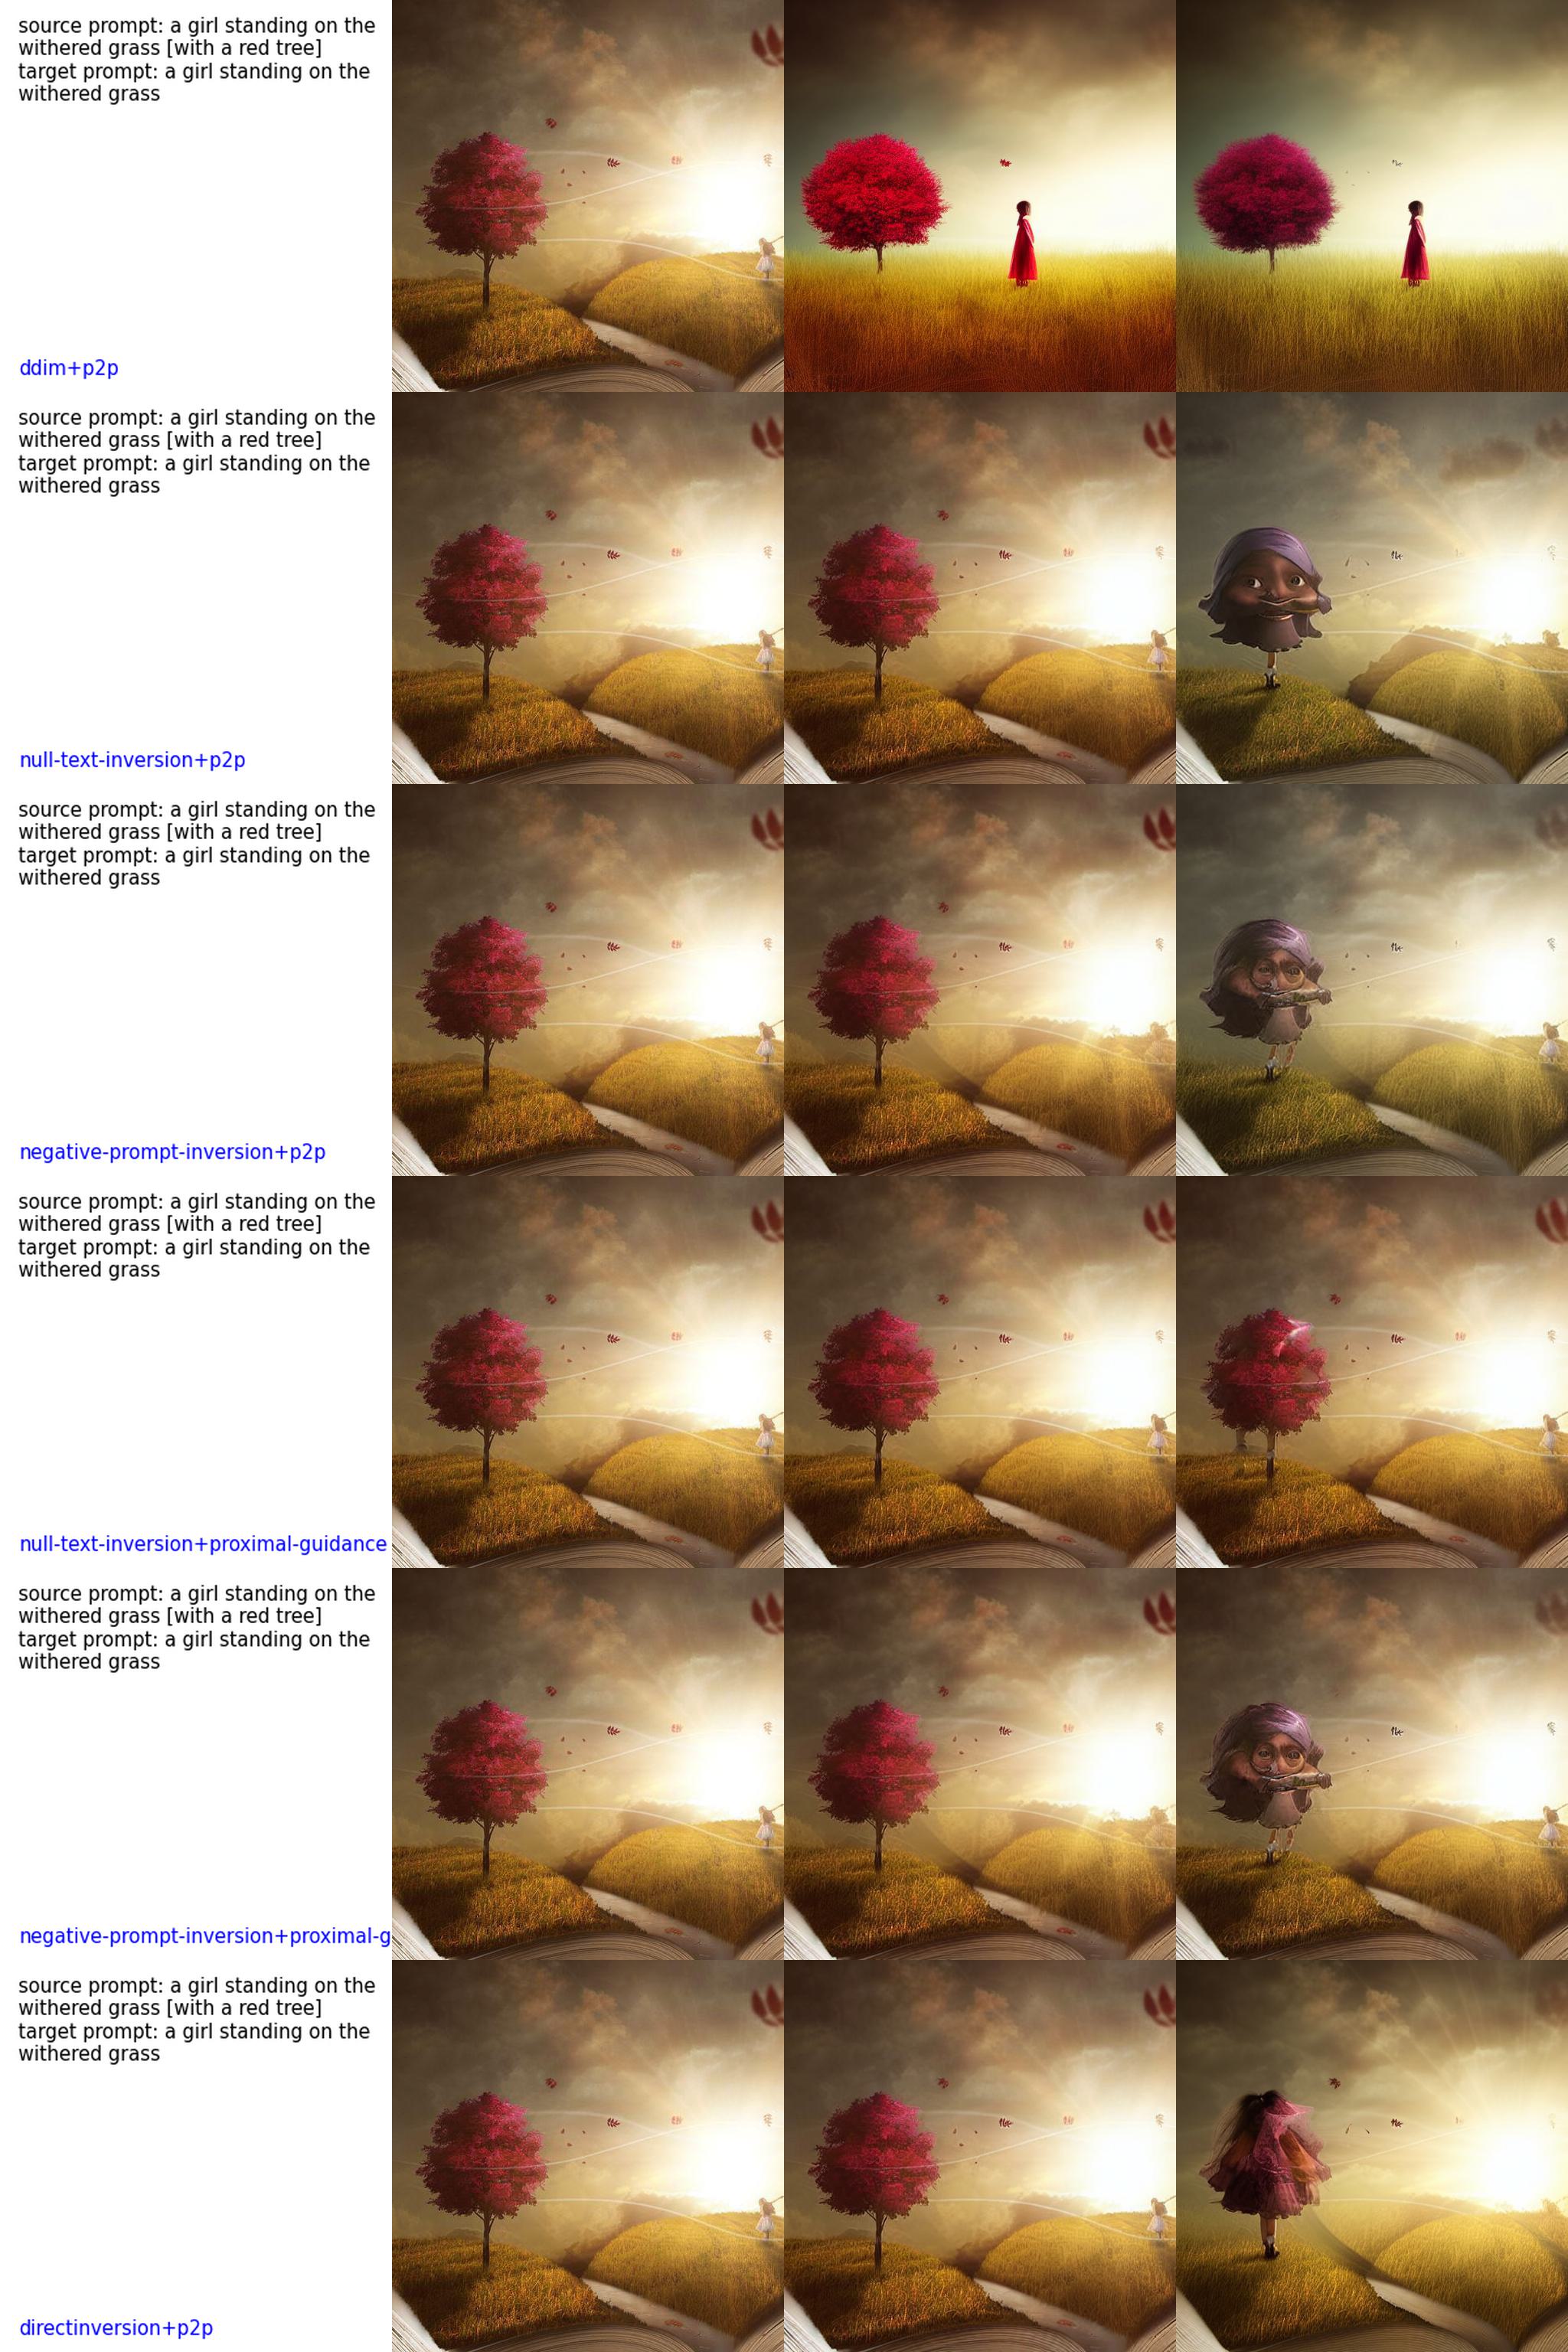 source prompt: a girl standing on the
withered grass [with a red tree]
target prompt: a girl standing on the
withered grass
ddim+p2p
source prompt: a girl standing on the
withered grass [with a red tree]
target prompt: a girl standing on the
withered grass
null-text-inversion+p2p
source prompt: a girl standing on the
withered grass [with a red tree]
target prompt: a girl standing on the
withered grass
negative-prompt-inversion+p2p
source prompt: a girl standing on the
withered grass [with a red tree]
target prompt: a girl standing on the
withered grass
null-text-inversion+proximal-guidance
source prompt: a girl standing on the
withered grass [with a red tree]
target prompt: a girl standing on the
withered grass
negative-prompt-inversion+proximal-g
source prompt: a girl standing on the
withered grass [with a red tree]
target prompt: a girl standing on the
withered grass
directinversion+p2p